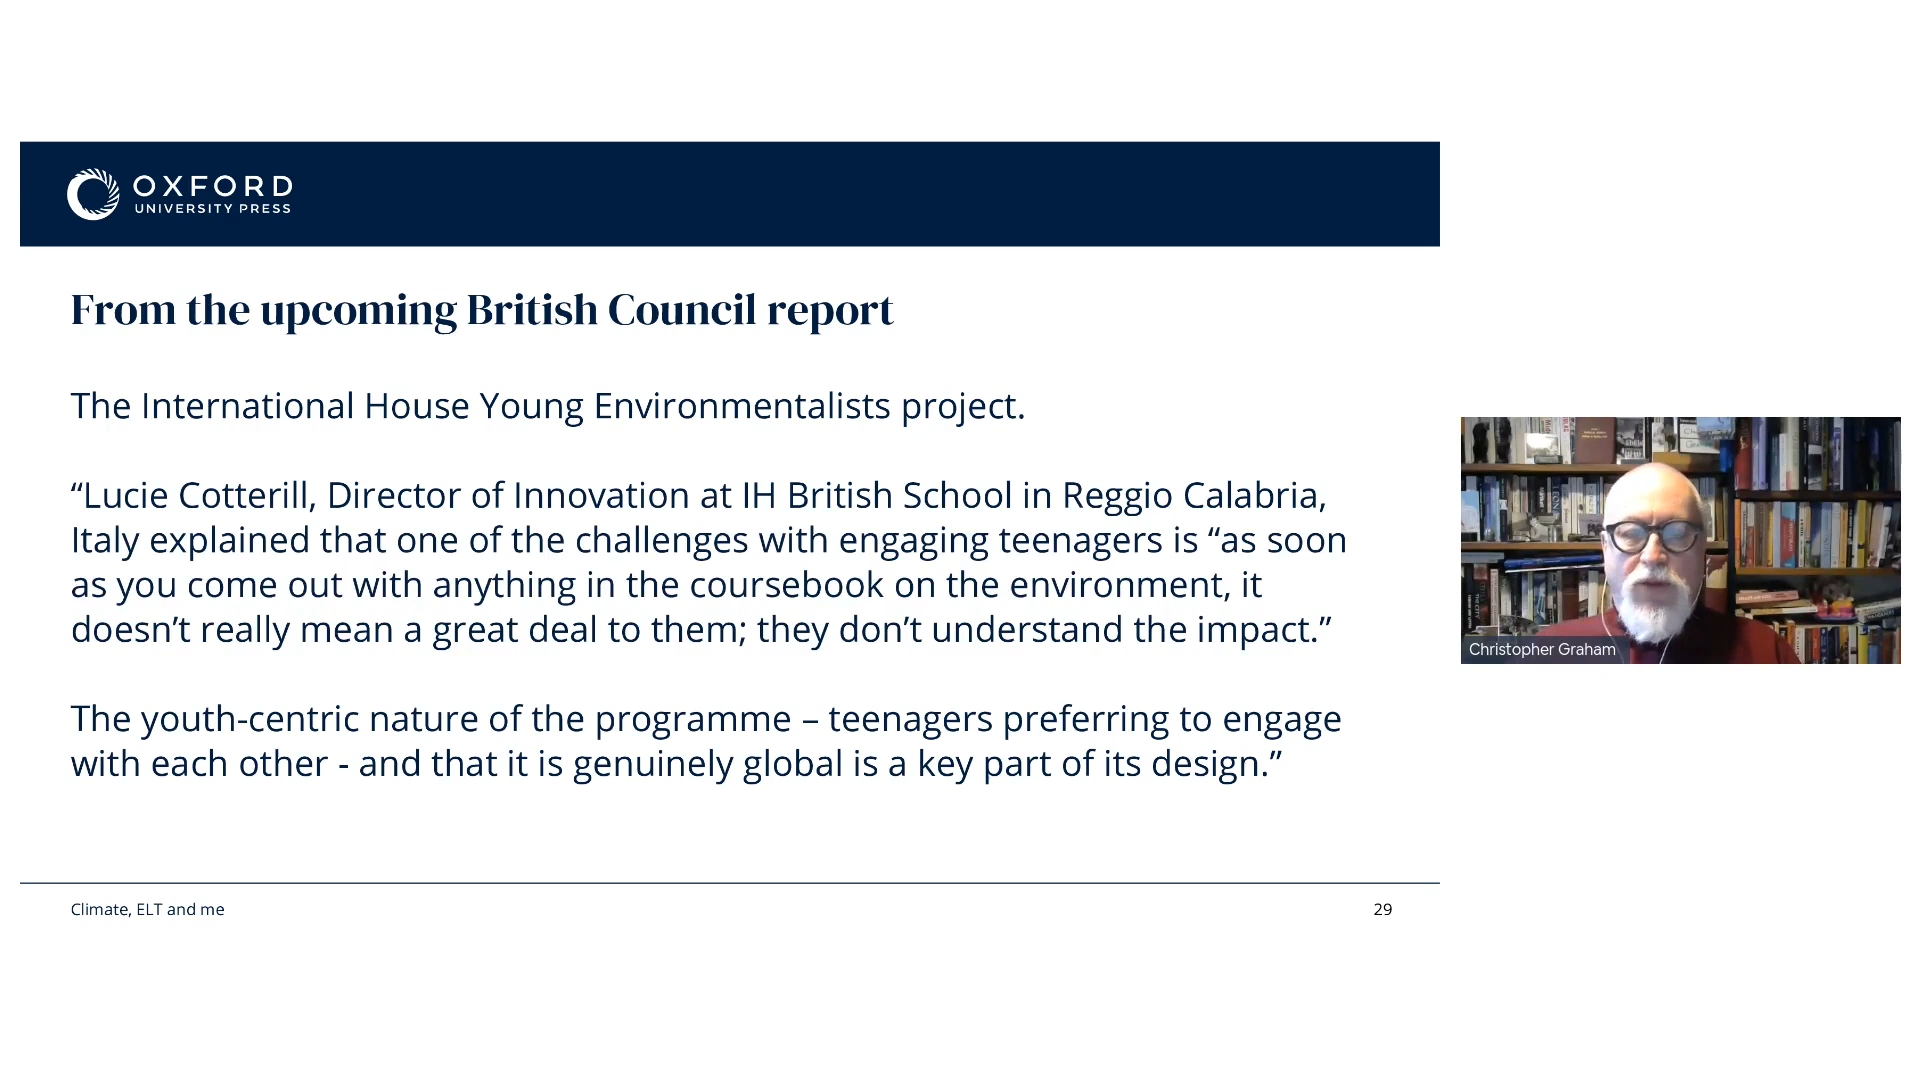 OXFORD
UNIVERSITY PRESS
From the upcoming British Council report
The International House Young Environmentalists project.
“Lucie Cotterill, Director of Innovation at IH British School in Reggio Calabria,
Italy explained that one of the challenges with engaging teenagers is “as soon
as you come out with anything in the coursebook on the environment, it
doesn’t really mean a great deal to them; they don’t understand the impact.”
The youth-centric nature of the programme – teenagers preferring to engage
with each other - and that it is genuinely global is a key part of its design.”
Christopher Graham
Climate, ELT and me
29